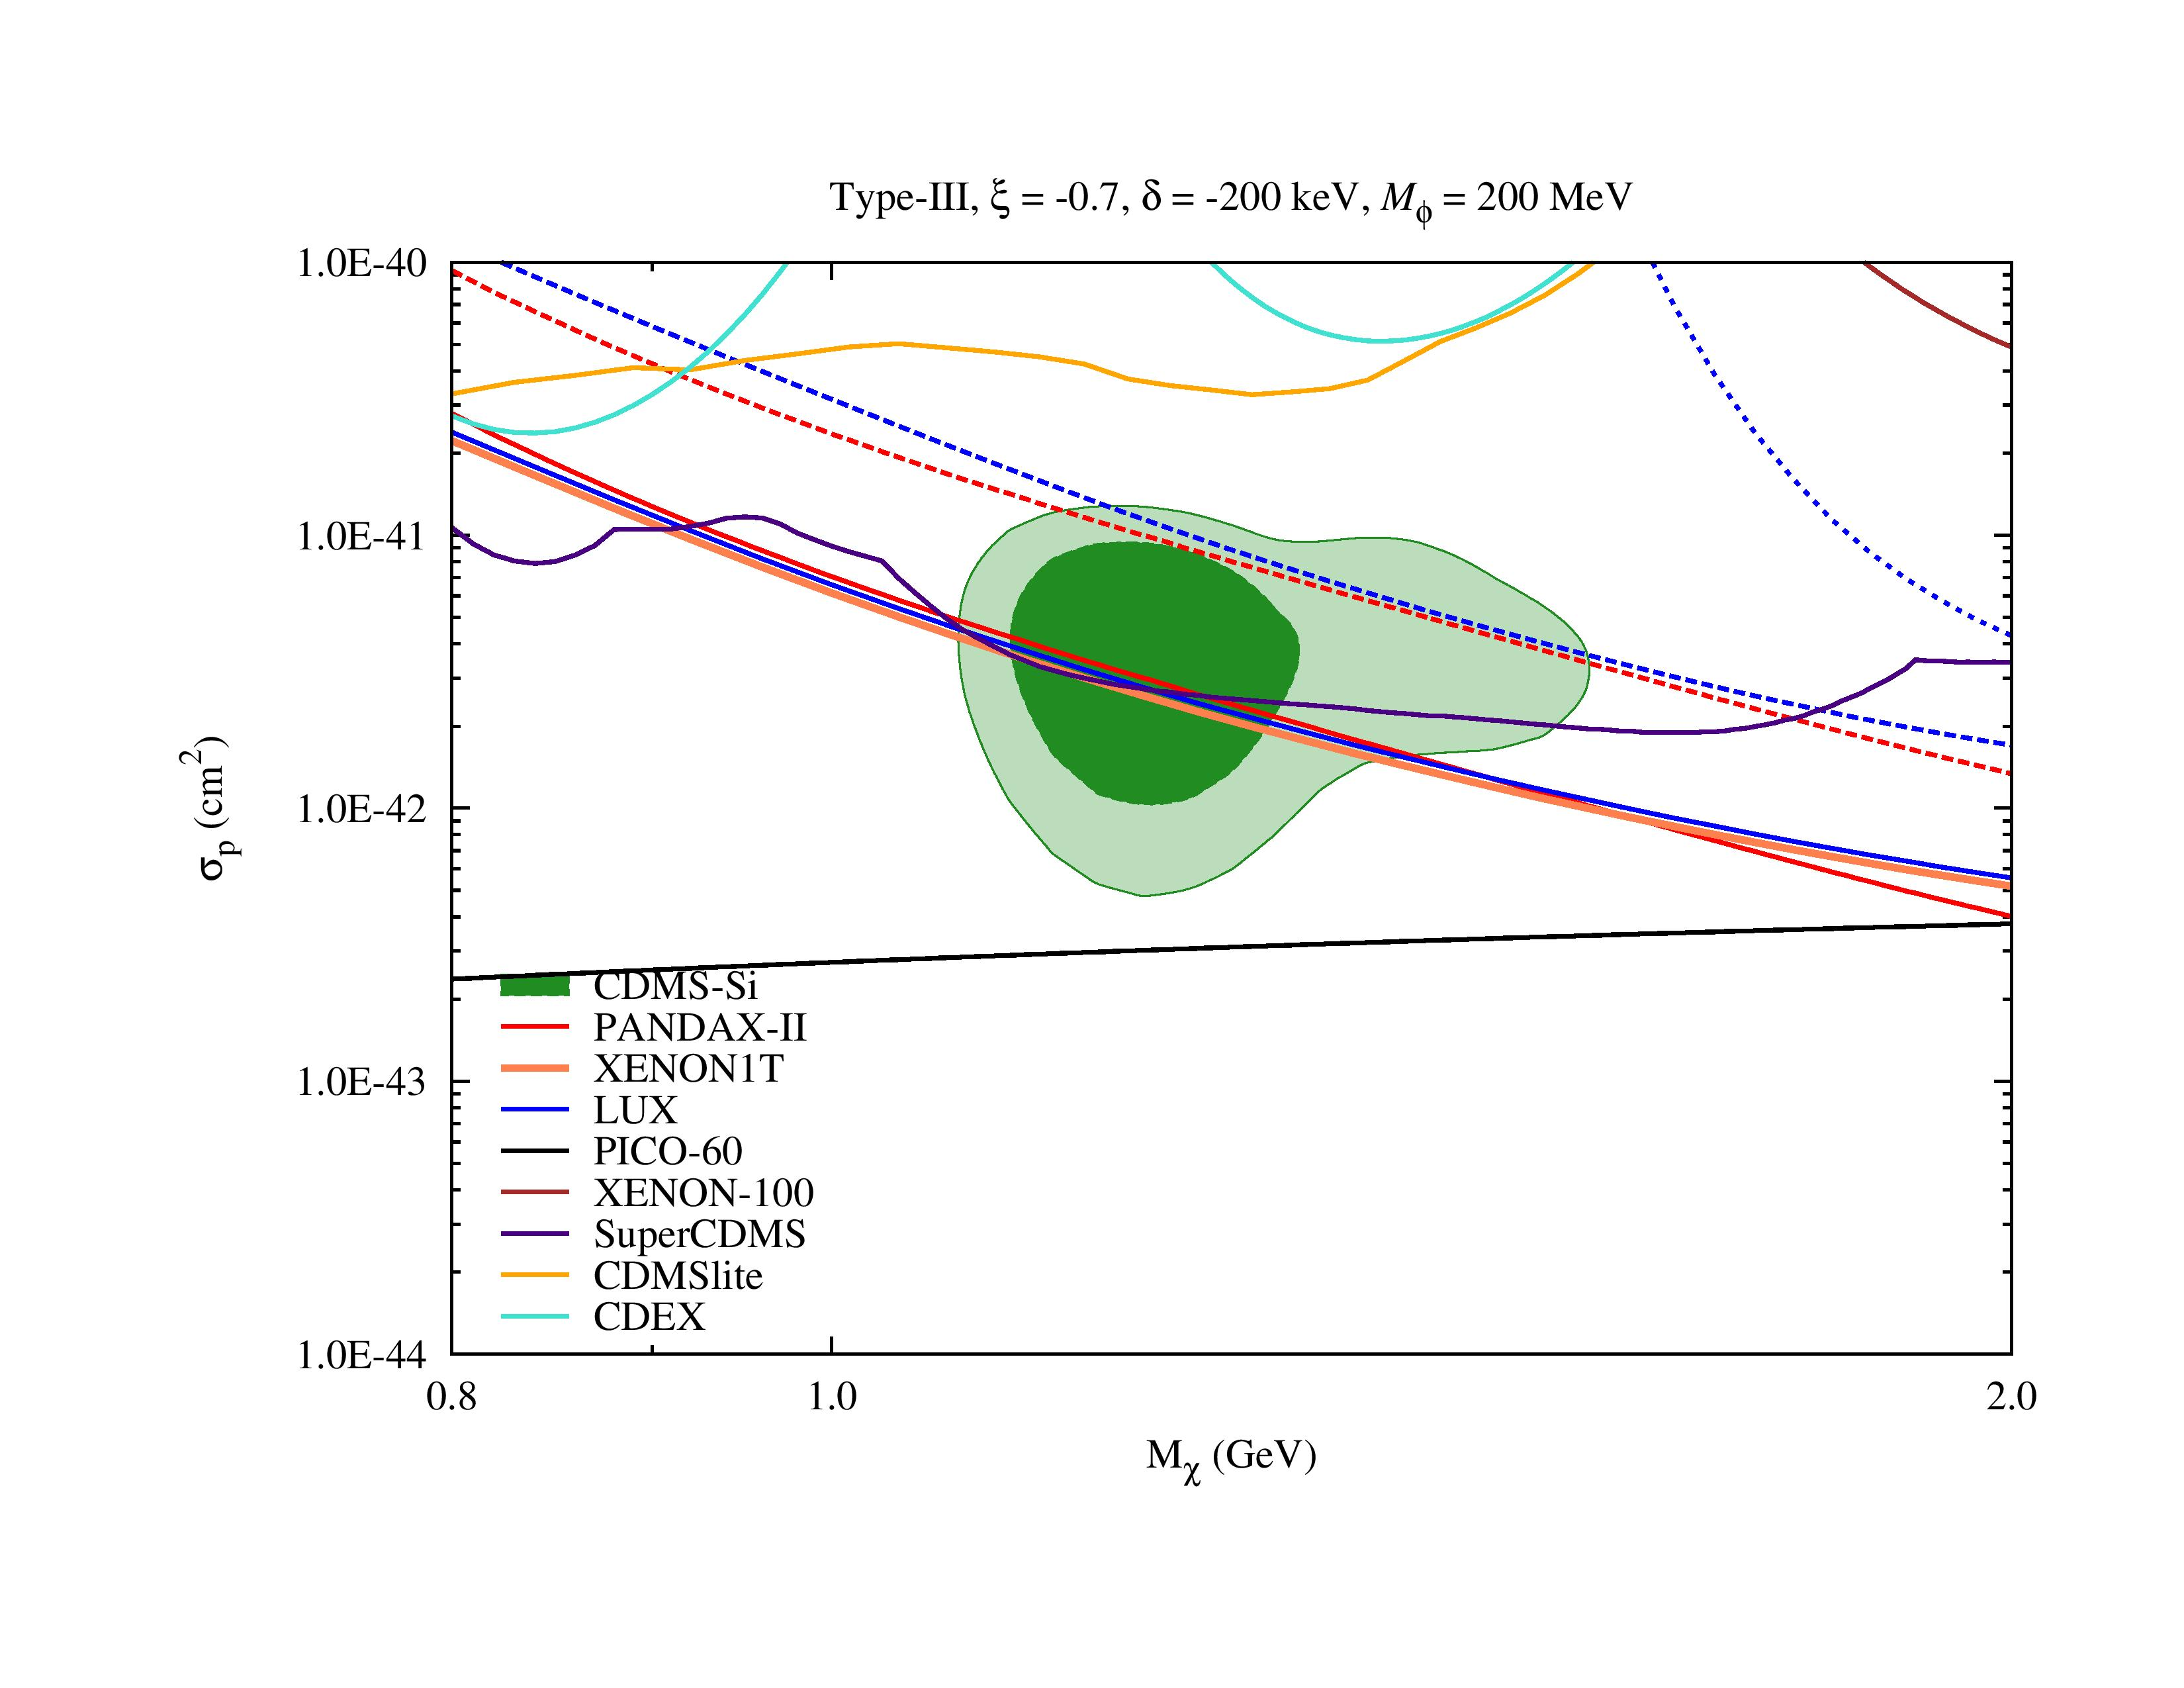 Type-III, ξ = -0.7, δ = -200 keV, Mϕ = 200 MeV
1.0E-40
1.0E-41
1.0E-42
1.0E-43
1.0E-44
σp (cm2)
CDMS-Si
PANDAX-II
XENON1T
LUX
PICO-60
XENON-100
SuperCDMS
CDMSlite
CDEX
0.8 1.0 2.0
Mχ (GeV)